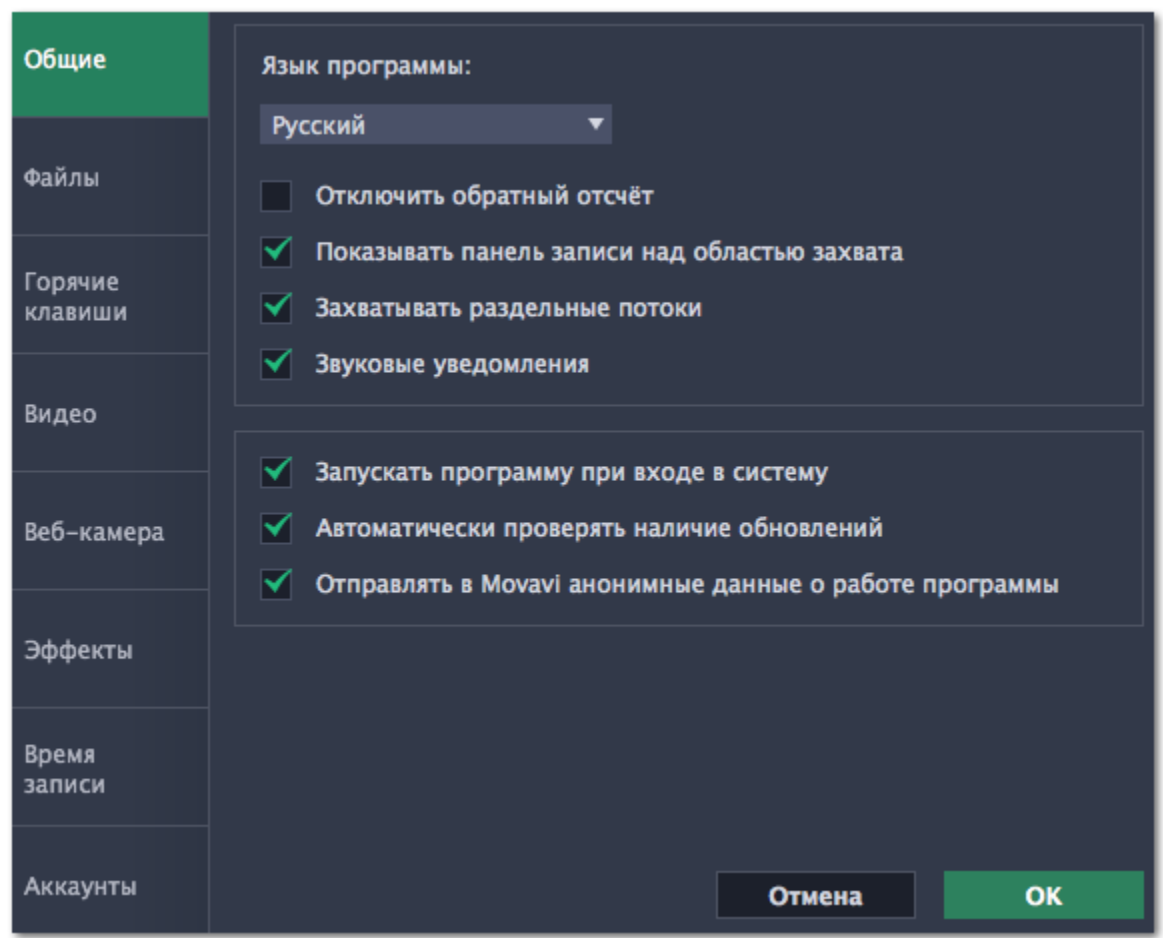 Общие
Файлы
Горячие
клавиши
Видео
Веб-камера
Эффекты
Время
записи
Аккаунты
Язык программы:
Русский
Отключить обратный отсчёт
Показывать панель записи над областью захвата
Захватывать раздельные потоки
Звуковые уведомления
Запускать программу при входе в систему
Автоматически проверять наличие обновлений
Отправлять в Movavi анонимные данные о работе программы
Отмена
OK